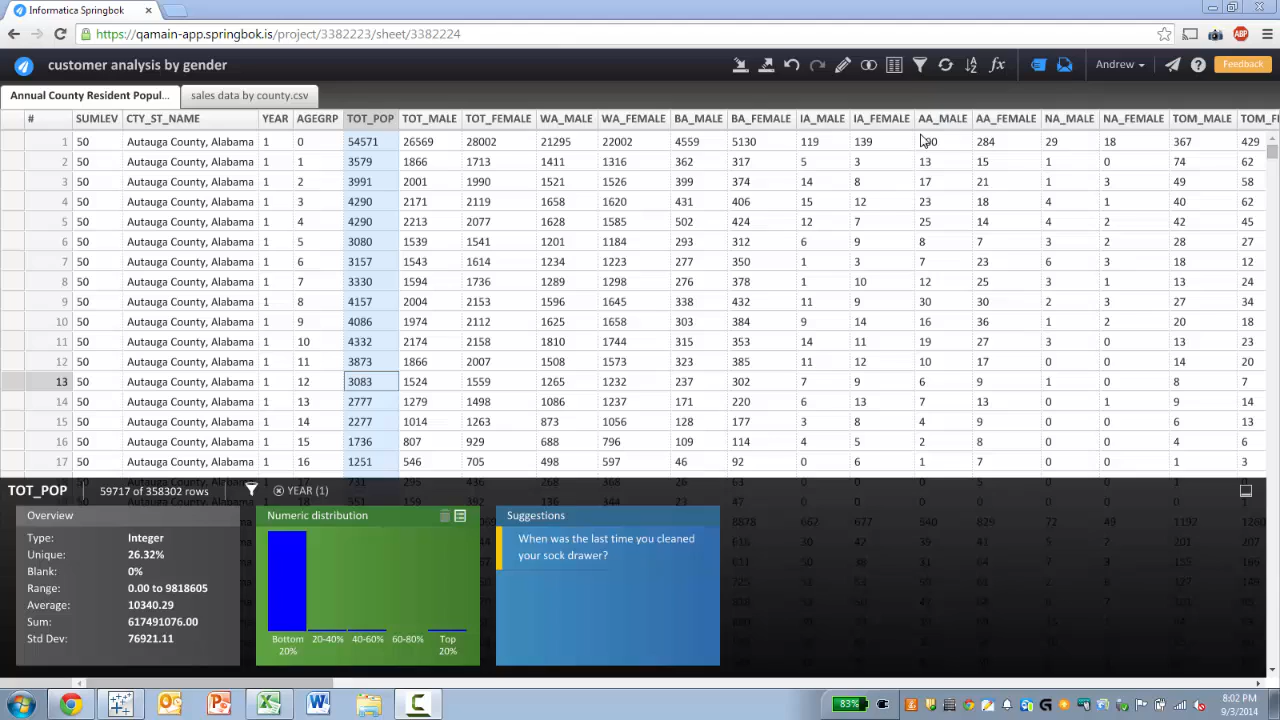 Informatica Springbok
https://qamain-app.springbok.is/project/3382223/sheet/3382224
customer analysis by gender
fx
Andrew
Feedback
Annual County Resident Popul...
sales data by county.csv
# SUMLEV CTY_ST_NAME YEAR AGEGRP TOT_POP TOT_MALE TOT_FEMALE WA_MALE WA_FEMALE BA_MALE BA_FEMALE IA_MALE IA_FEMALE AA_MALE AA_FEMALE NA_MALE NA_FEMALE TOM_MALE TOM_FE
1 50 Autauga County, Alabama 1 0 54571 26569 28002 21295 22002 4559 5130 119 139 284 29 18 367 429
2 50 Autauga County, Alabama 1 1 3579 1866 1713 1411 1316 362 317 5 3 13 15 1 0 74 62
3 50 Autauga County, Alabama 1 2 3991 2001 1990 1521 1526 399 374 14 8 17 21 1 3 49 58
4 50 Autauga County, Alabama 1 3 4290 2171 2119 1658 1620 431 406 15 12 23 18 4 1 40 62
5 50 Autauga County, Alabama 1 4 4290 2213 2077 1628 1585 502 424 12 7 25 14 4 2 42 45
6 50 Autauga County, Alabama 1 5 3080 1539 1541 1201 1184 293 312 6 9 8 7 3 2 28 27
7 50 Autauga County, Alabama 1 6 3157 1543 1614 1234 1223 277 350 1 3 7 23 6 3 18 12
8 50 Autauga County, Alabama 1 7 3330 1594 1736 1289 1298 276 378 1 10 12 25 3 1 13 24
9 50 Autauga County, Alabama 1 8 4157 2004 2153 1596 1645 338 432 11 9 30 30 2 3 27 34
10 50 Autauga County, Alabama 1 9 4086 1974 2112 1625 1658 303 384 9 14 16 36 1 2 20 18
11 50 Autauga County, Alabama 1 10 4332 2174 2158 1810 1744 315 353 14 11 19 27 3 0 13 23
12 50 Autauga County, Alabama 1 11 3873 1866 2007 1508 1573 323 385 11 12 10 17 0 0 14 20
13 50 Autauga County, Alabama 1 12 3083 1524 1559 1265 1232 237 302 7 9 6 9 1 0 8 7
14 50 Autauga County, Alabama 1 13 2777 1279 1498 1086 1237 171 220 6 13 7 13 0 1 9 14
15 50 Autauga County, Alabama 1 14 2277 1014 1263 873 1056 128 177 3 8 4 9 0 0 6 13
16 50 Autauga County, Alabama 1 15 1736 807 929 688 796 109 114 4 5 2 8 0 0 4 6
17 50 Autauga County, Alabama 1 16 1251 546 705 498 597 46 92 0 6 1 7 0 0 1 3
TOT_POP 59717 of 358302 rows YEAR (1)
Overview
Type: Integer
Unique: 26.32%
Blank: 0%
Range: 0.00 to 9818605
Average: 10340.29
Sum: 617491076.00
Std Dev: 76921.11
Numeric distribution
Bottom 20-40% 40-60% 60-80% Top
20% 20%
Suggestions
When was the last time you cleaned
your sock drawer?
8878 662 677 540 829 72 49 1192 1260
83%
8:02 PM
9/3/2014